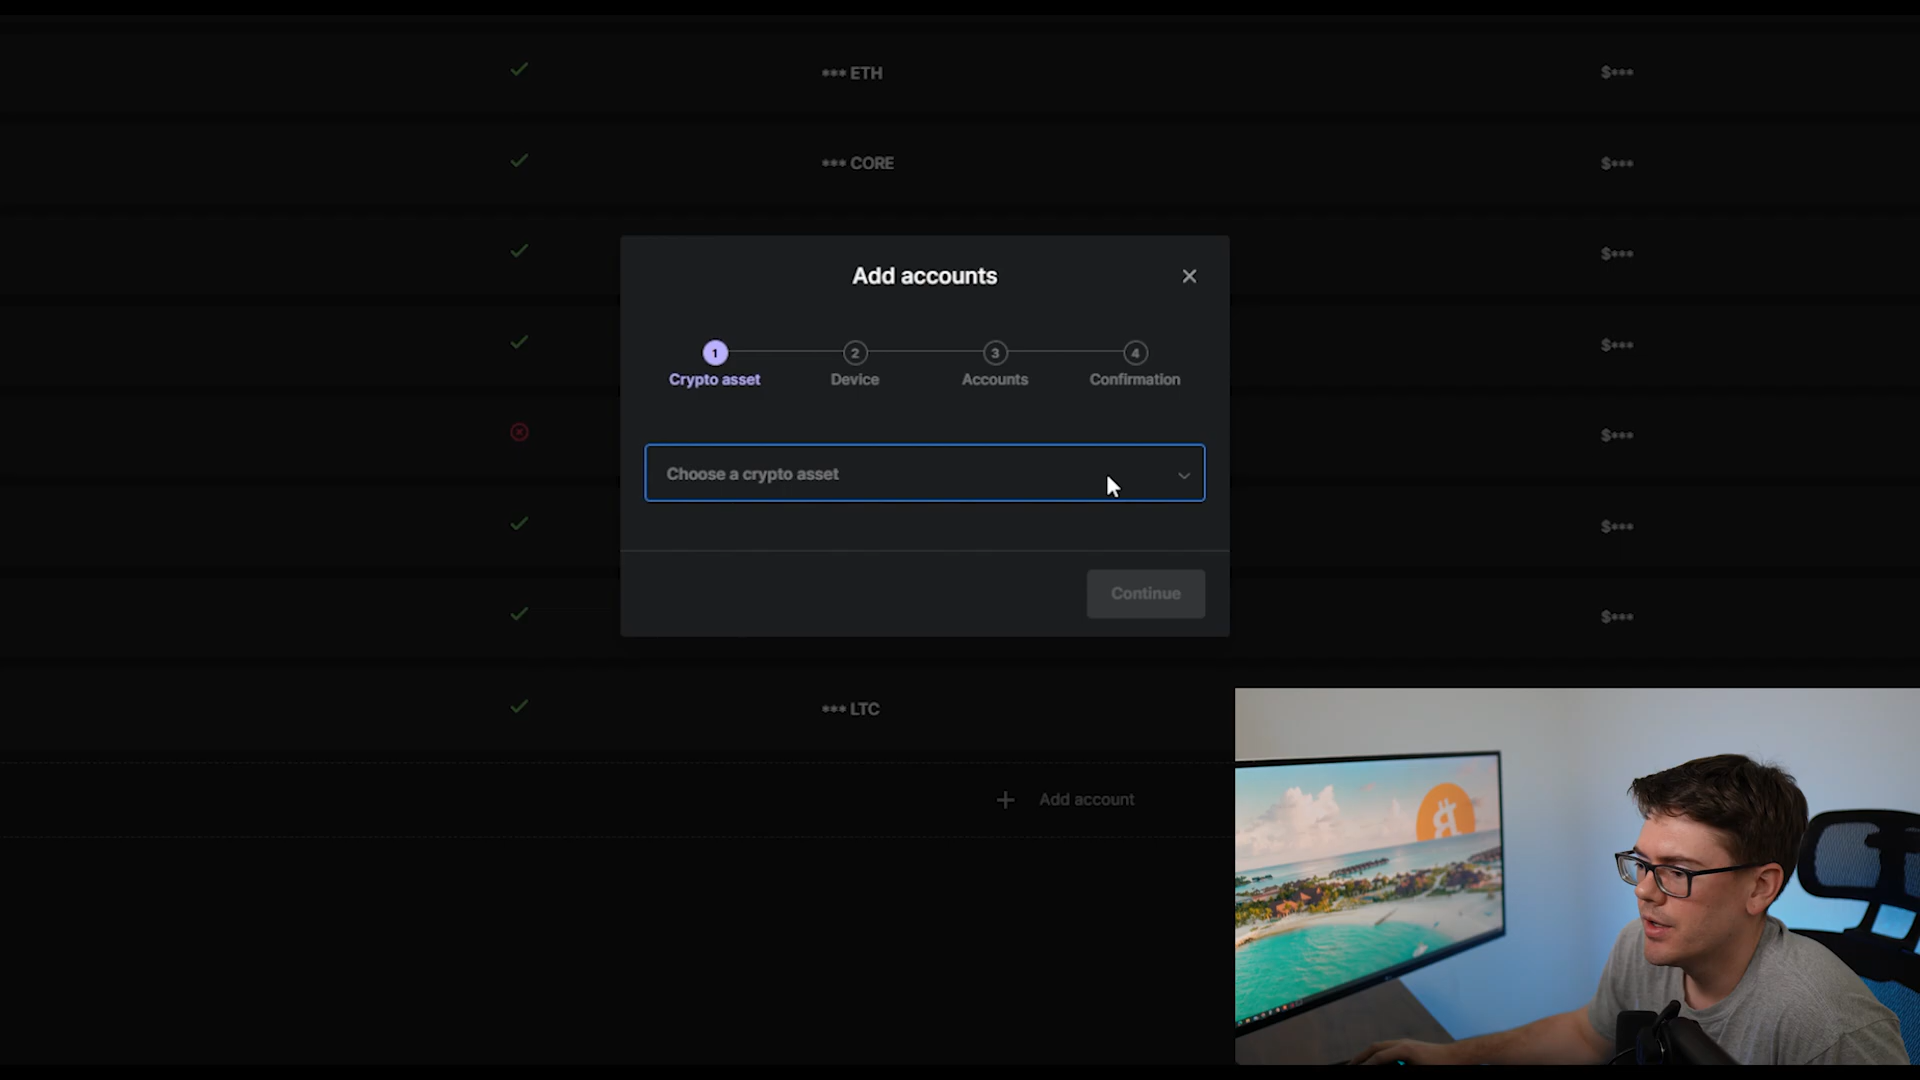 *** ETH
$***
*** CORE
$***
$***
Add accounts
1
2
3
4
Crypto asset
Device
Accounts
Confirmation
$***
$***
Choose a crypto asset
$***
Continue
$***
*** LTC
Add account